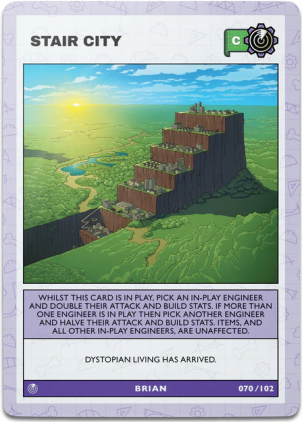 STAIR CITY
C
WHILST THIS CARD IS IN PLAY, PICK AN IN-PLAY ENGINEER
AND DOUBLE THEIR ATTACK AND BUILD STATS. IF MORE THAN
ONE ENGINEER IS IN PLAY THEN PICK ANOTHER ENGINEER
AND HALVE THEIR ATTACK AND BUILD STATS. ITEMS, AND
ALL OTHER IN-PLAY ENGINEERS, ARE UNAFFECTED.
DYSTOPIAN LIVING HAS ARRIVED.
BRIAN
070/102